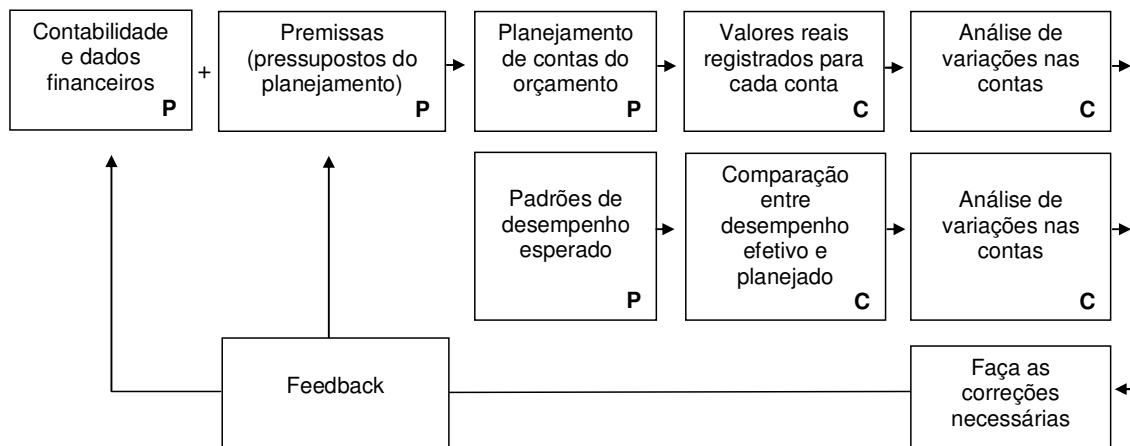 Contabilidade
e dados
financeiros
P
+
Premissas
(pressupostos do
planejamento)
P
Planejamento
de contas do
orçamento
P
Valores reais
registrados para
cada conta
C
Análise de
variações nas
contas
C
Padrões de
desempenho
esperado
P
Comparação
entre
desempenho
efetivo e
planejado
C
Análise de
variações nas
contas
C
Feedback
Faça as
correções
necessárias